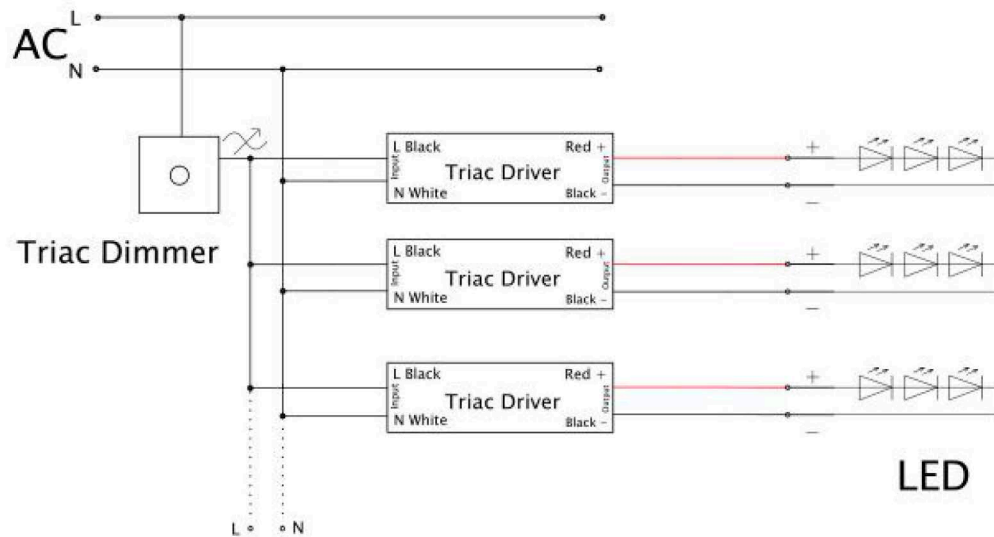 L
AC
N
L Black
Red +
Input
Triac Driver
Output
N White
Black -
+
−
Triac Dimmer
L Black
Red +
Input
Triac Driver
Output
N White
Black -
+
−
L Black
Red +
Input
Triac Driver
Output
N White
Black -
+
−
LED
L
N